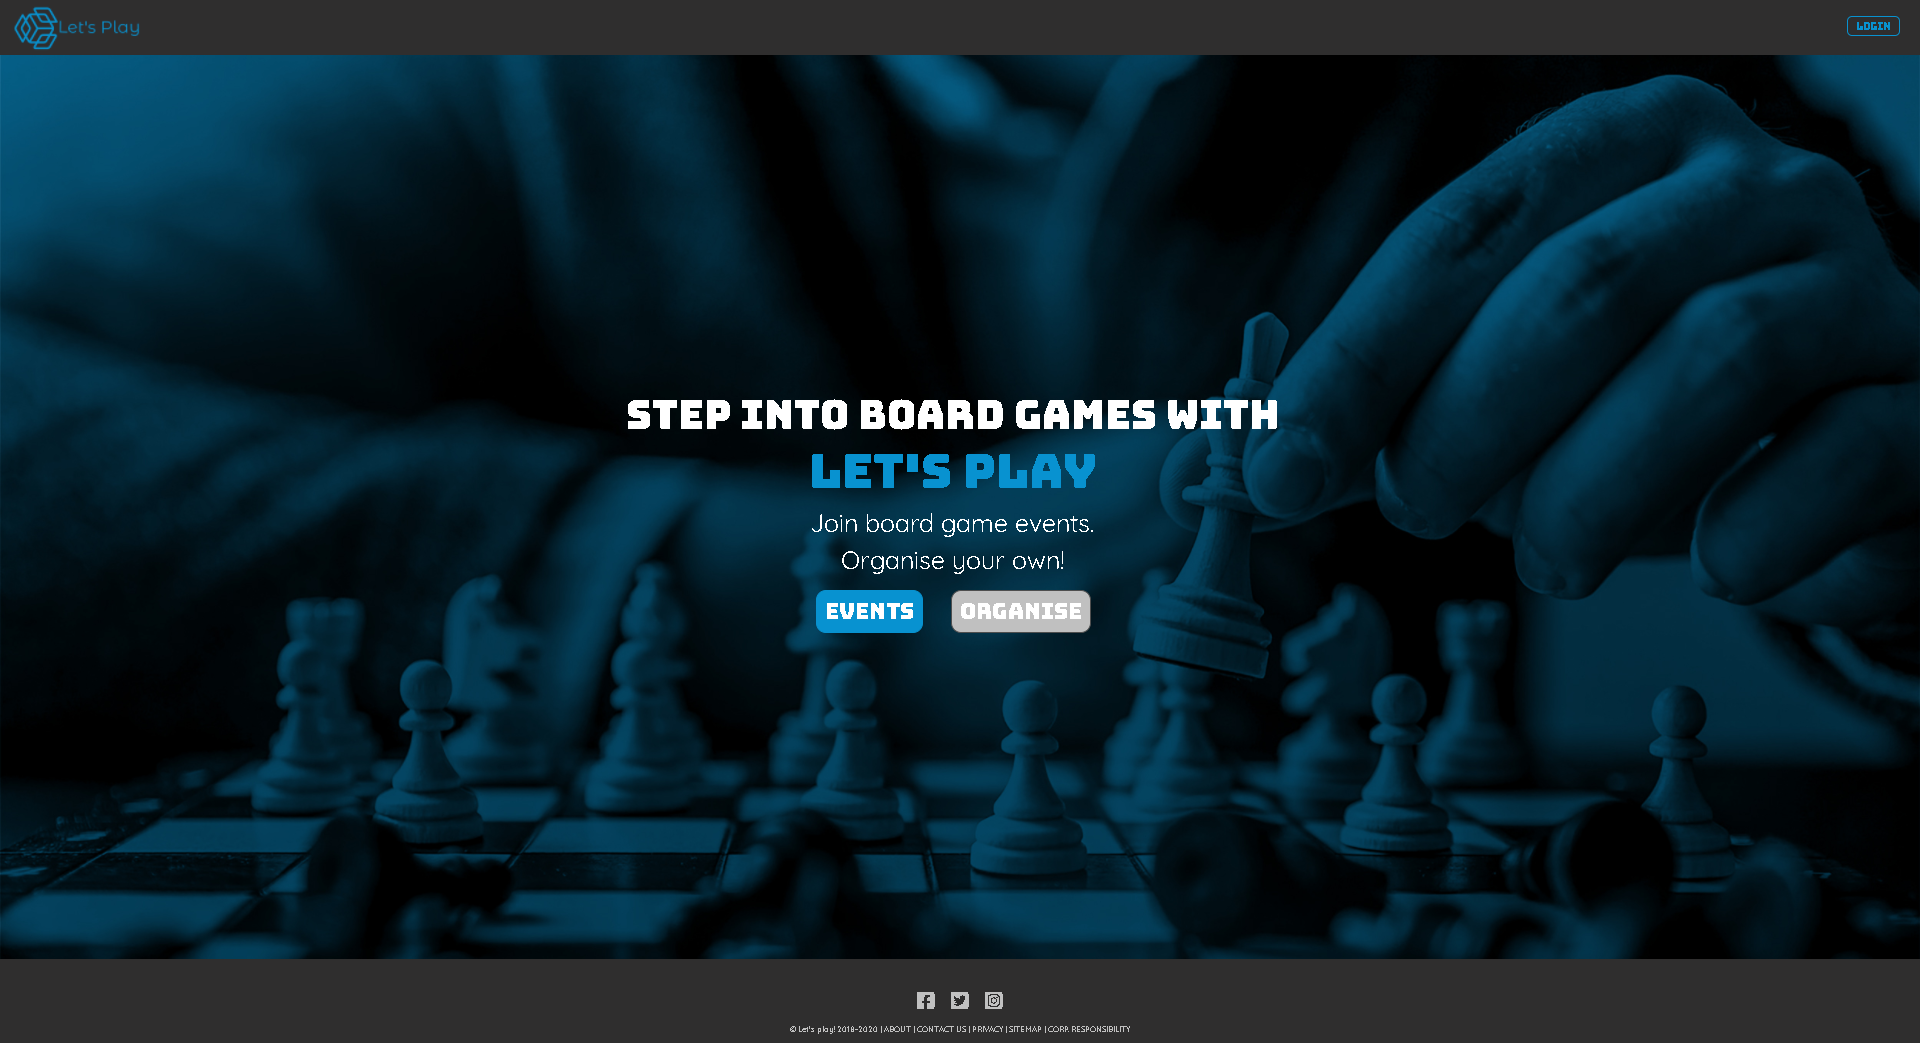 Let's Play
LOGIN
STEP INTO BOARD GAMES WITH
LET'S PLAY
Join board game events.
Organise your own!
EVENTS
ORGANISE
© Let's play! 2018-2020 | ABOUT | CONTACT US | PRIVACY | SITEMAP | CORP. RESPONSIBILITY